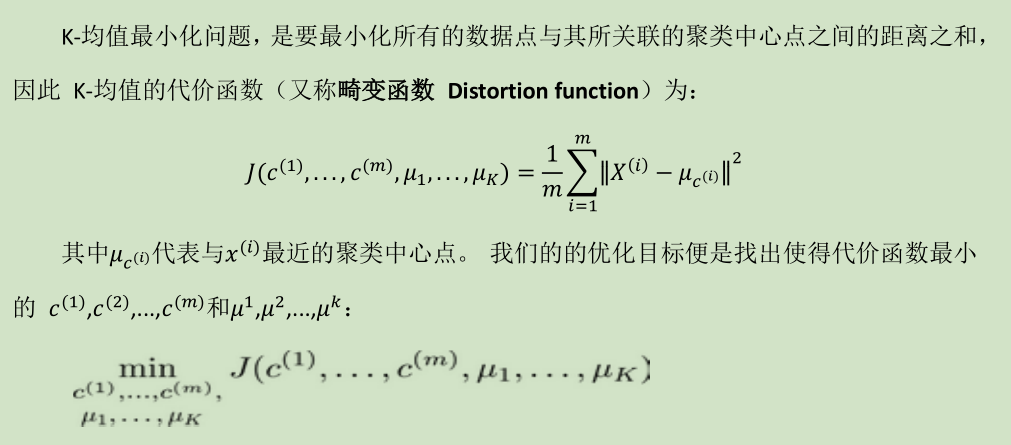 K-均值最小化问题，是要最小化所有的数据点与其所关联的聚类中心点之间的距离之和，
因此 K-均值的代价函数（又称畸变函数 Distortion function）为：
J(c^{(1)},...,c^{(m)},μ_1,...,μ_K) = \frac{1}{m}\sum_{i=1}^{m}‖X^{(i)} − μ_{c^{(i)}}‖^2
其中μ_{c^{(i)}}代表与x^{(i)}最近的聚类中心点。 我们的的优化目标便是找出使得代价函数最小
的 c^{(1)},c^{(2)},...,c^{(m)}和μ^1,μ^2,...,μ^k：
min J(c^{(1)},...,c^{(m)},μ_1,...,μ_K)
c^{(1)},...,c^{(m)},
μ_1,...,μ_K